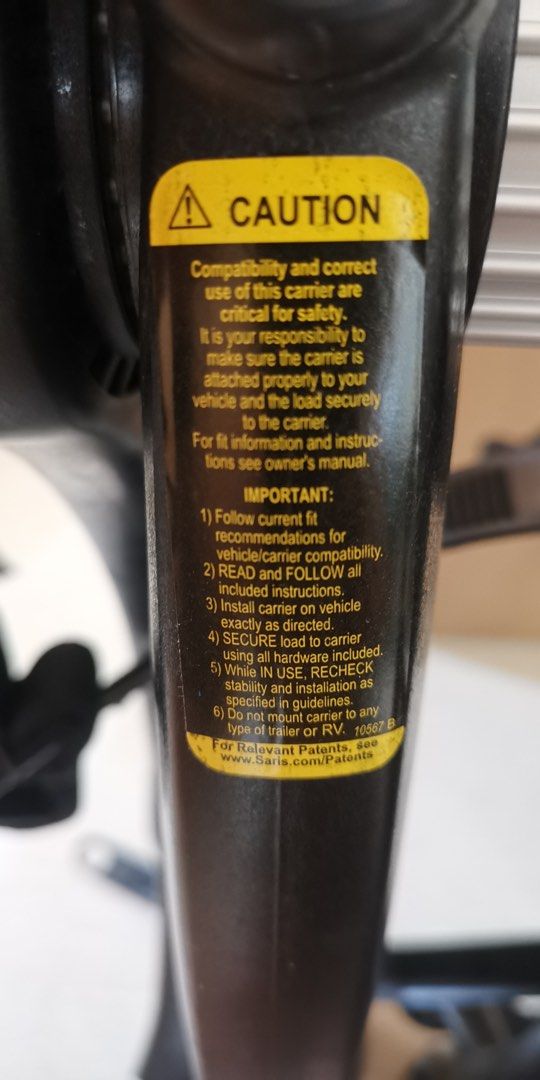 CAUTION
Compatibility and correct
use of this carrier are
critical for safety.
It is your responsibility to
make sure the carrier is
attached properly to your
vehicle and the load securely
to the carrier.
For fit information and instruc-
tions see owner's manual.
IMPORTANT:
1) Follow current fit
recommendations for
vehicle/carrier compatibility.
2) READ and FOLLOW all
included instructions.
3) Install carrier on vehicle
exactly as directed.
4) SECURE load to carrier
using all hardware included.
5) While IN USE, RECHECK
stability and installation as
specified in guidelines.
6) Do not mount carrier to any
type of trailer or RV. 10567 B
For Relevant Patents, see
www.Saris.com/Patents